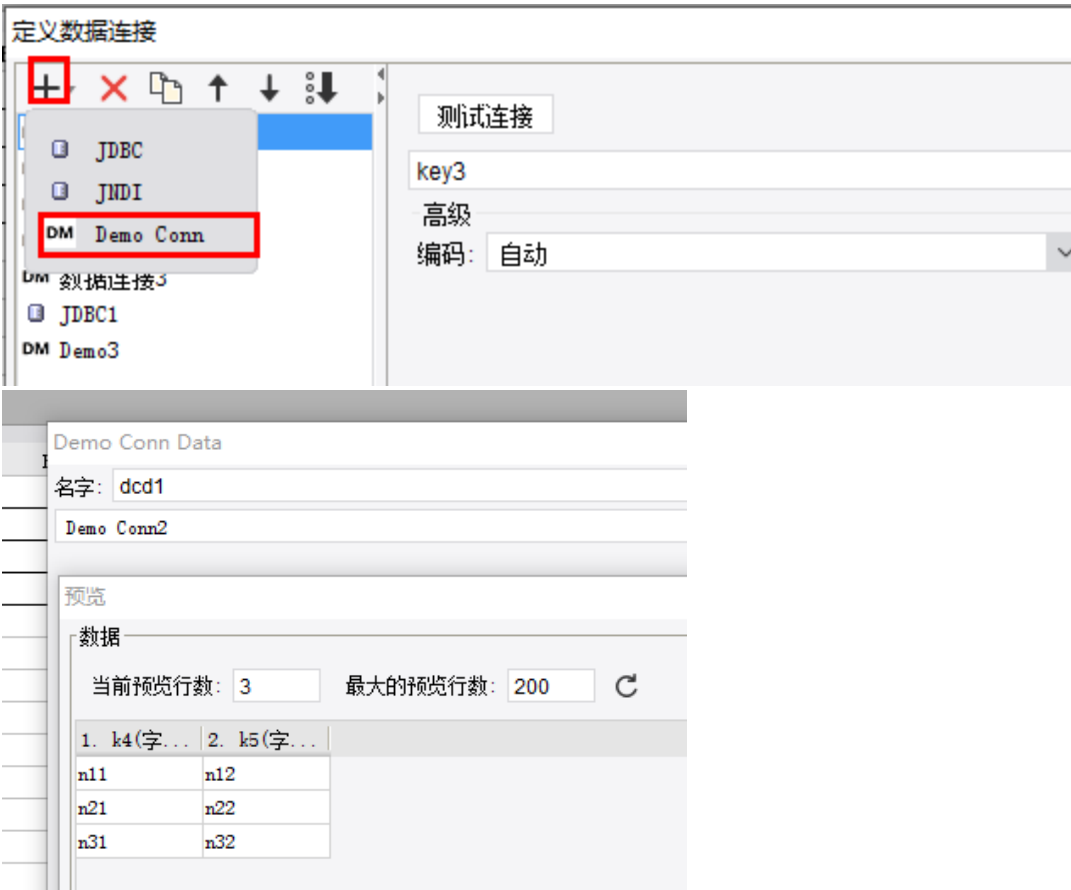 定义数据连接
JDBC
JNDI
DM Demo Conn
DM 数据连接3
JDBC1
DM Demo3
测试连接
key3
高级
编码: 自动
Demo Conn Data
名字: dcd1
Demo Conn2
预览
数据
当前预览行数: 3 最大的预览行数: 200
1. k4(字... 2. k5(字...
n11 n12
n21 n22
n31 n32